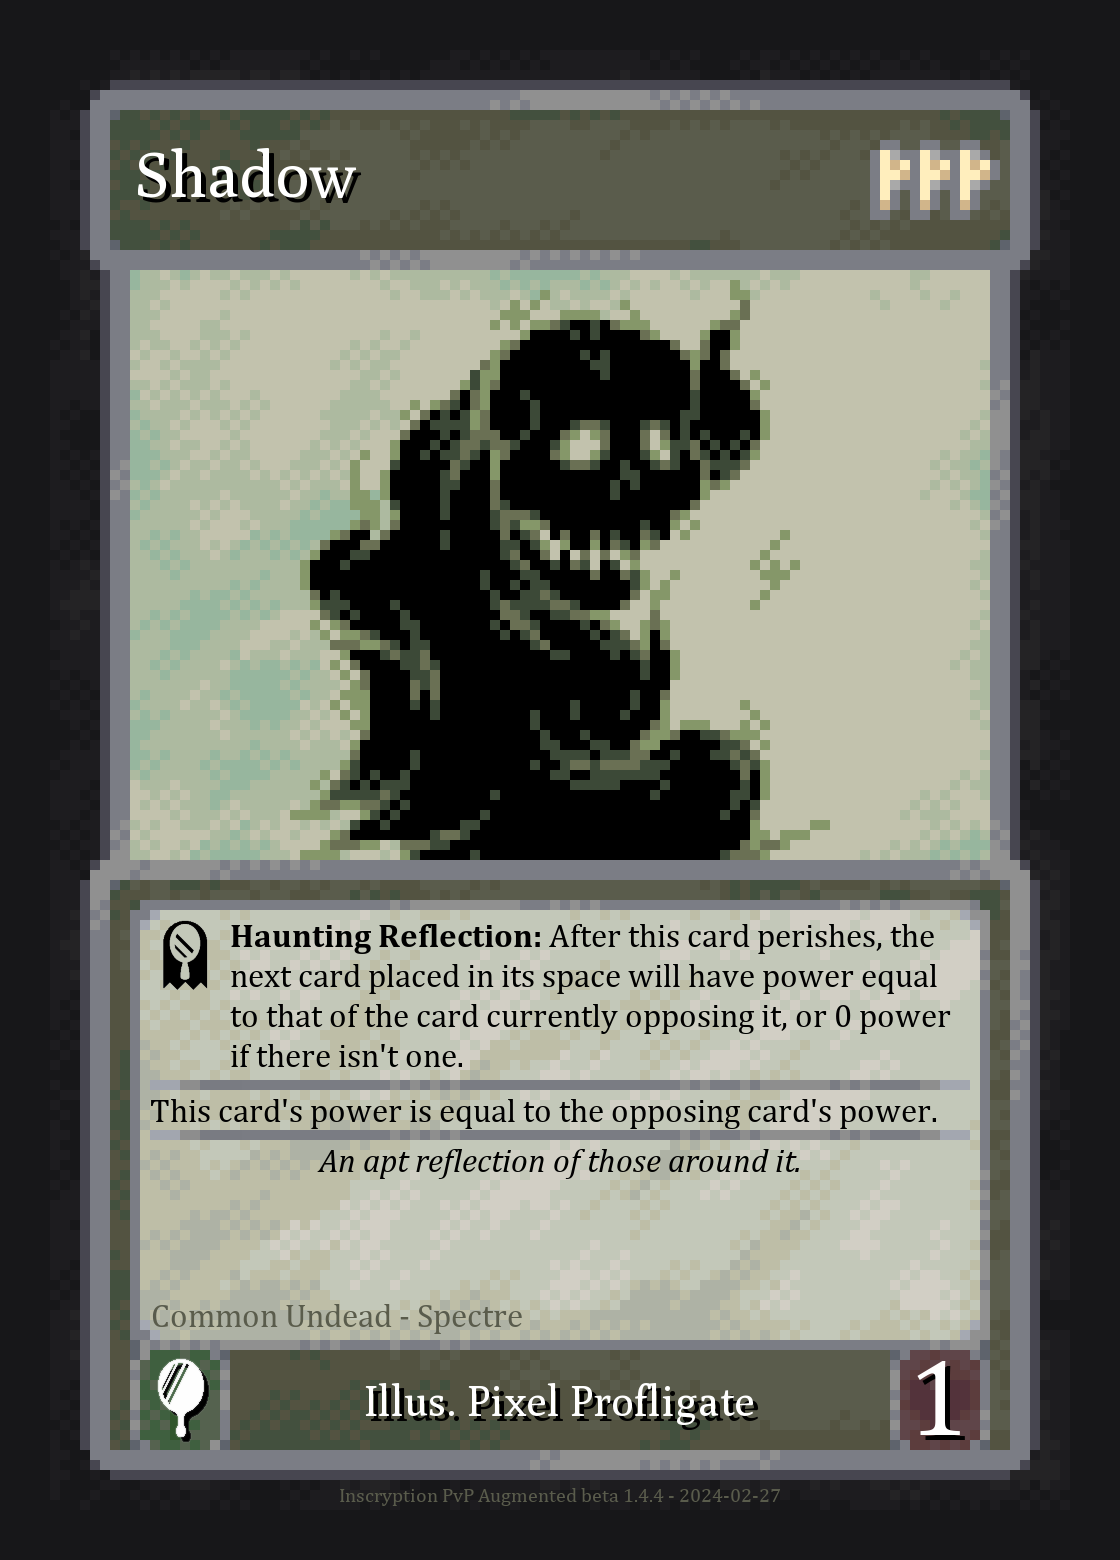 Shadow
Haunting Reflection: After this card perishes, the
next card placed in its space will have power equal
to that of the card currently opposing it, or 0 power
if there isn't one.
This card's power is equal to the opposing card's power.
An apt reflection of those around it.
Common Undead - Spectre
Illus. Pixel Profligate
1
Inscryption PvP Augmented beta 1.4.4 - 2024-02-27